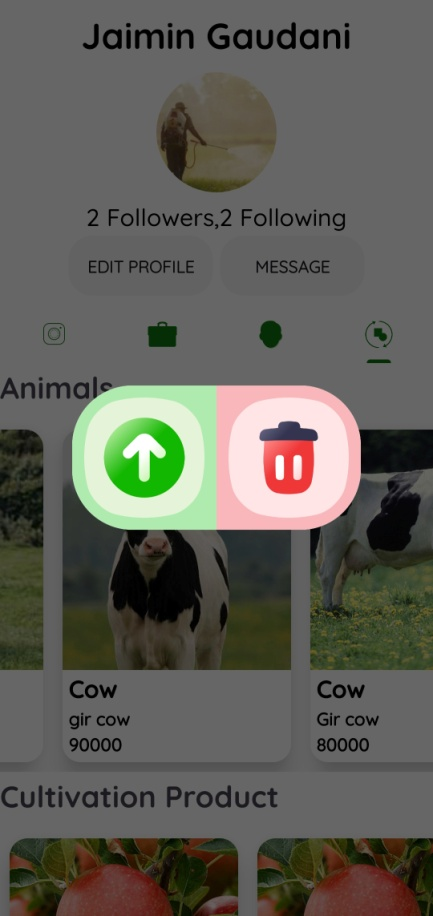 Jaimin Gaudani
2 Followers,2 Following
EDIT PROFILE
MESSAGE
Animals
Cow
gir cow
90000
Cow
Gir cow
80000
Cultivation Product